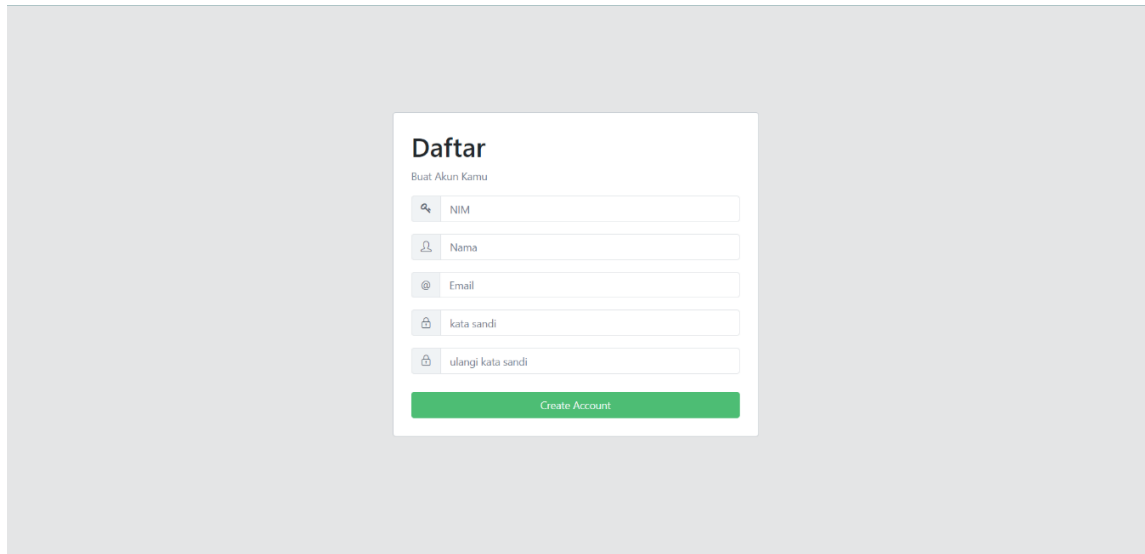 Daftar
Buat Akun Kamu
NIM
Nama
@ Email
kata sandi
ulangi kata sandi
Create Account